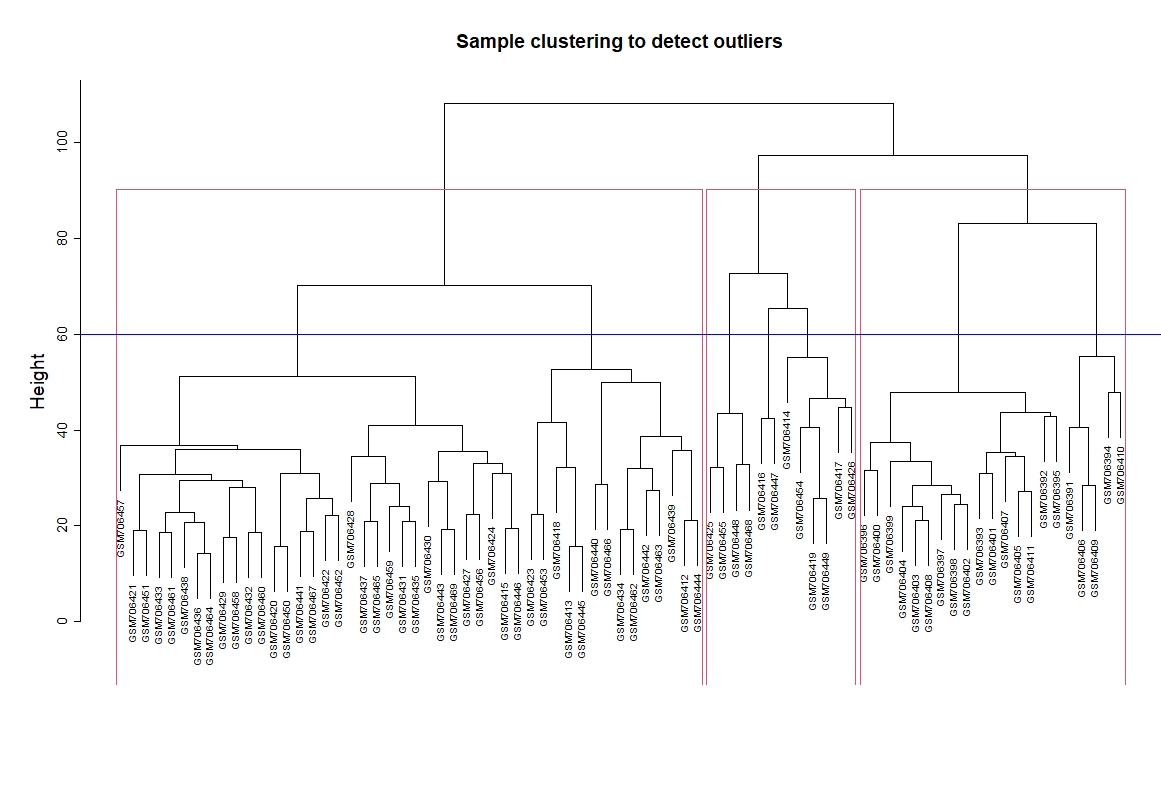 Sample clustering to detect outliers
Height
100
80
60
40
20
0
GSM706457
GSM706421
GSM706451
GSM706433
GSM706461
GSM706438
GSM706436
GSM706464
GSM706429
GSM706458
GSM706432
GSM706460
GSM706420
GSM706450
GSM706441
GSM706467
GSM706422
GSM706452
GSM706428
GSM706437
GSM706465
GSM706459
GSM706431
GSM706435
GSM706430
GSM706443
GSM706469
GSM706427
GSM706456
GSM706424
GSM706415
GSM706446
GSM706423
GSM706453
GSM706418
GSM706413
GSM706445
GSM706440
GSM706466
GSM706434
GSM706462
GSM706442
GSM706463
GSM706439
GSM706412
GSM706444
GSM706425
GSM706455
GSM706448
GSM706468
GSM706416
GSM706447
GSM706414
GSM706454
GSM706419
GSM706449
GSM706417
GSM706426
GSM706396
GSM706400
GSM706399
GSM706404
GSM706403
GSM706408
GSM706397
GSM706398
GSM706402
GSM706393
GSM706401
GSM706407
GSM706405
GSM706411
GSM706392
GSM706395
GSM706391
GSM706406
GSM706409
GSM706394
GSM706410